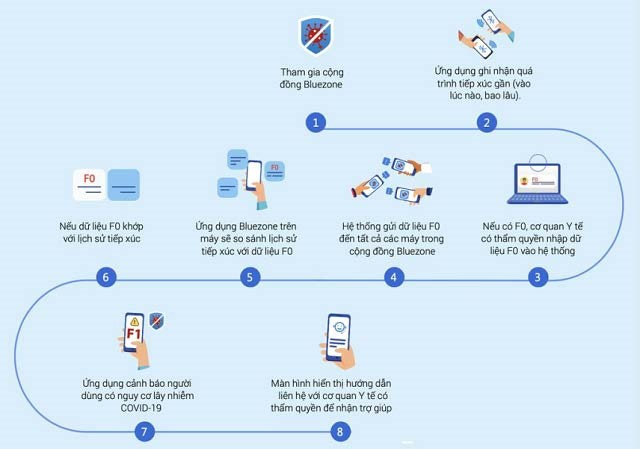 Tham gia cộng
đồng Bluezone
1
Ứng dụng ghi nhận quá
trình tiếp xúc gần (vào
lúc nào, bao lâu).
2
F0
Nếu có F0, cơ quan Y tế
có thẩm quyền nhập dữ
liệu F0 vào hệ thống
3
Hệ thống gửi dữ liệu F0
đến tất cả các máy trong
cộng đồng Bluezone
4
F0
Ứng dụng Bluezone trên
máy sẽ so sánh lịch sử
tiếp xúc với dữ liệu F0
5
F0
Nếu dữ liệu F0 khớp
với lịch sử tiếp xúc
6
F1
Ứng dụng cảnh báo người
dùng có nguy cơ lây nhiễm
COVID-19
7
Màn hình hiển thị hướng dẫn
liên hệ với cơ quan Y tế có
thẩm quyền để nhận trợ giúp
8